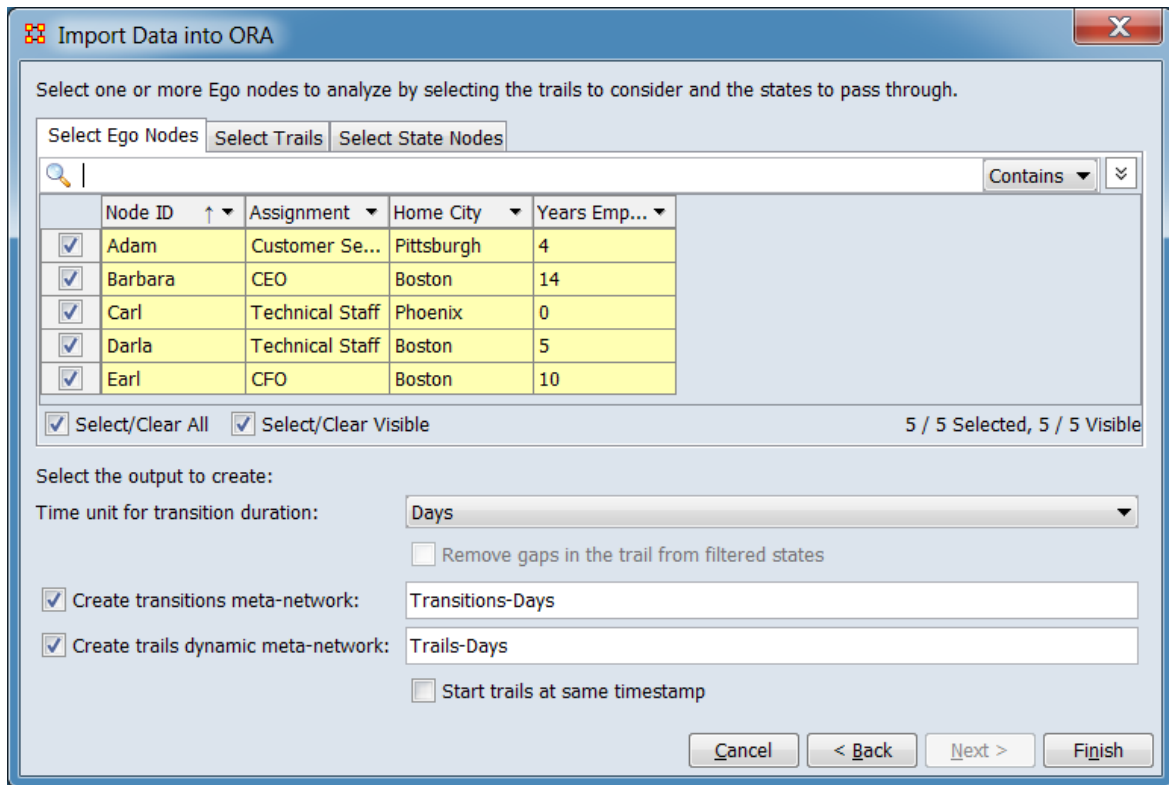 Import Data into ORA
X
Select one or more Ego nodes to analyze by selecting the trails to consider and the states to pass through.
Select Ego Nodes Select Trails Select State Nodes
Contains
Node ID Assignment Home City Years Emp...
Adam Customer Se... Pittsburgh 4
Barbara CEO Boston 14
Carl Technical Staff Phoenix 0
Darla Technical Staff Boston 5
Earl CFO Boston 10
Select/Clear All Select/Clear Visible 5 / 5 Selected, 5 / 5 Visible
Select the output to create:
Time unit for transition duration: Days
Remove gaps in the trail from filtered states
Create transitions meta-network: Transitions-Days
Create trails dynamic meta-network: Trails-Days
Start trails at same timestamp
Cancel < Back Next > Finish